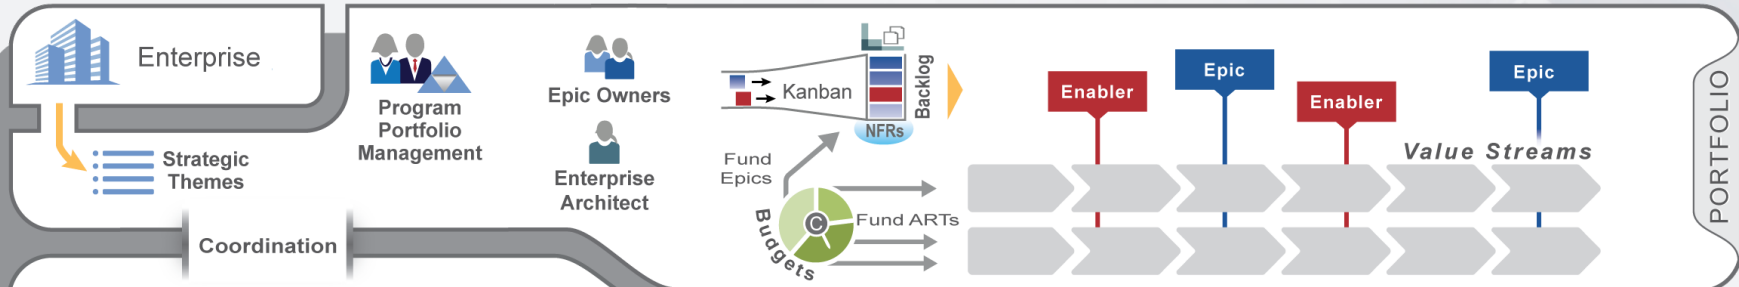 Enterprise
Strategic
Themes
Coordination
Program
Portfolio
Management
Epic Owners
Enterprise
Architect
Kanban
Backlog
NFRs
Fund
Epics
Budgets
C
Fund ARTs
Enabler
Epic
Enabler
Epic
Value Streams
PORTFOLIO